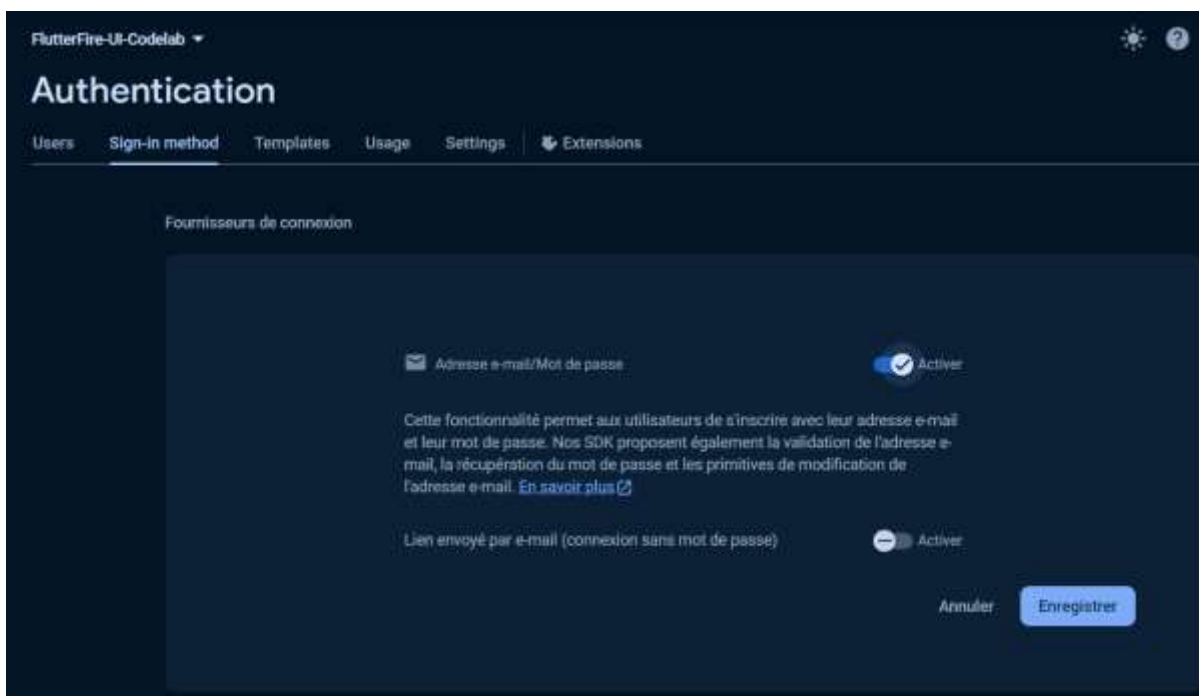 FlutterFire-UI-Codelab
Authentication
Users Sign-in method Templates Usage Settings Extensions
Fournisseurs de connexion
Adresse e-mail/Mot de passe Activer
Cette fonctionnalité permet aux utilisateurs de s'inscrire avec leur adresse e-mail
et leur mot de passe. Nos SDK proposent également la validation de l'adresse e-
mail, la récupération du mot de passe et les primitives de modification de
l'adresse e-mail. En savoir plus
Lien envoyé par e-mail (connexion sans mot de passe) Activer
Annuler Enregistrer